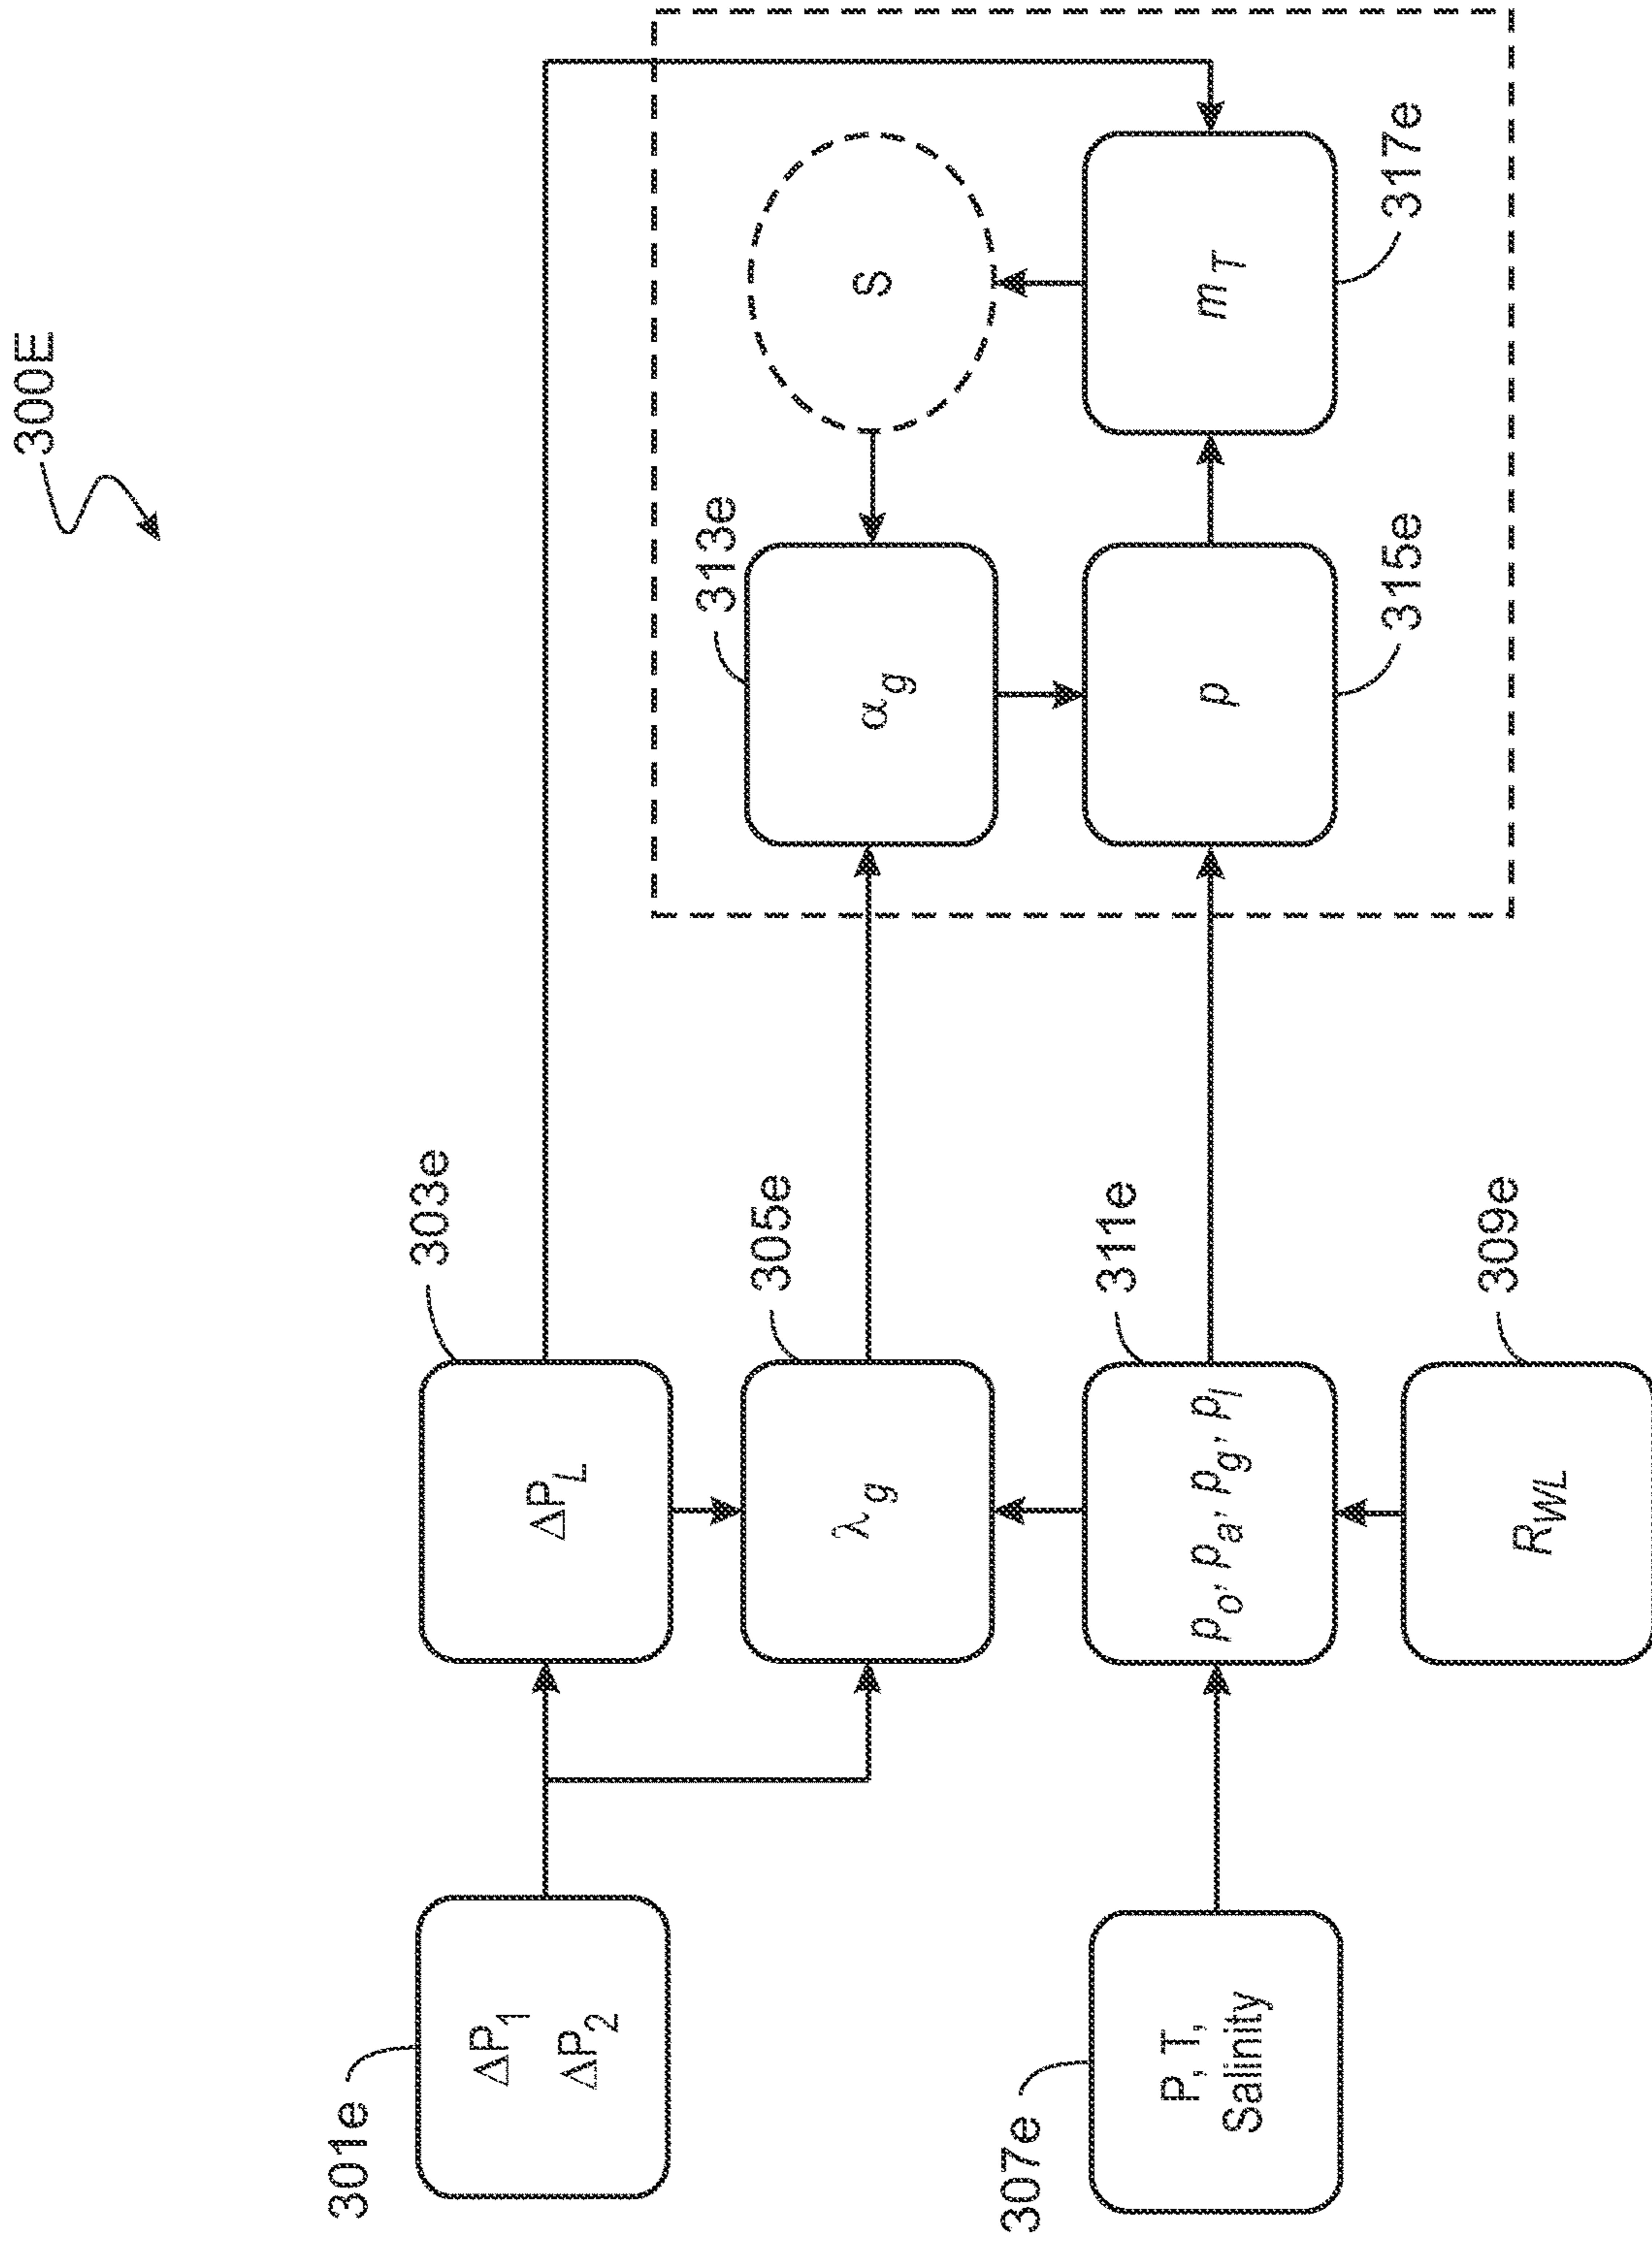 300E
301e
ΔP1
ΔP2
303e
ΔPL
305e
λg
307e
P, T,
Salinity
311e
ρo, ρa, ρg, ρl
309e
RWL
313e
αg
S
315e
ρ
317e
mT